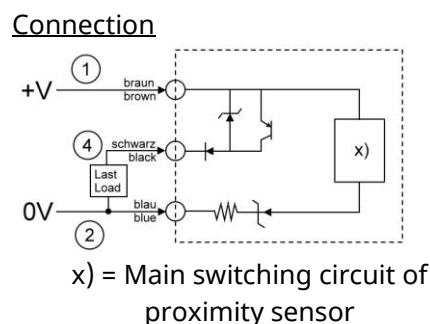 Connection
1
+V
braun
brown
4
schwarz
black
x)
Last
Load
0V
blau
blue
2
x) = Main switching circuit of
proximity sensor